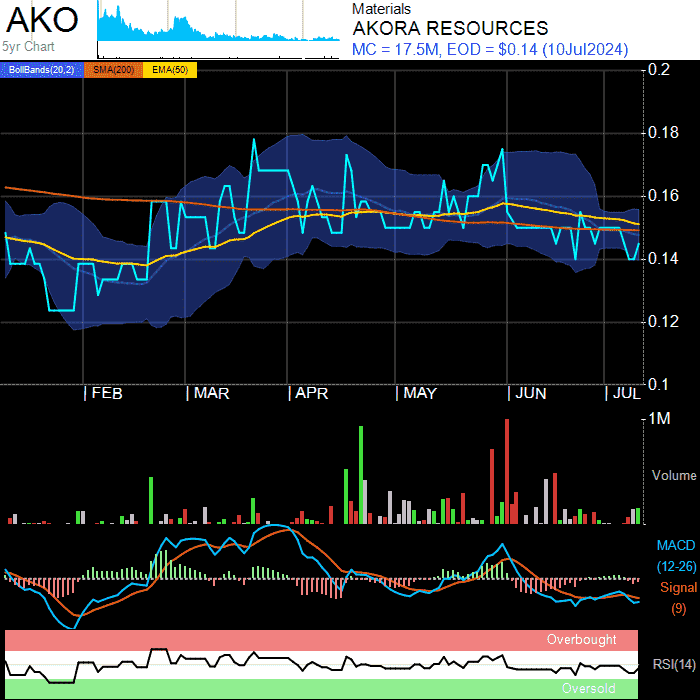 AKO
5yr Chart
Materials
AKORA RESOURCES
MC = 17.5M, EOD = $0.14 (10Jul2024)
BollBands(20,2) SMA(200) EMA(50)
0.2
0.18
0.16
0.14
0.12
0.1
FEB MAR APR MAY JUN JUL
1M
Volume
MACD
(12-26)
Signal
(9)
Overbought
RSI(14)
Oversold